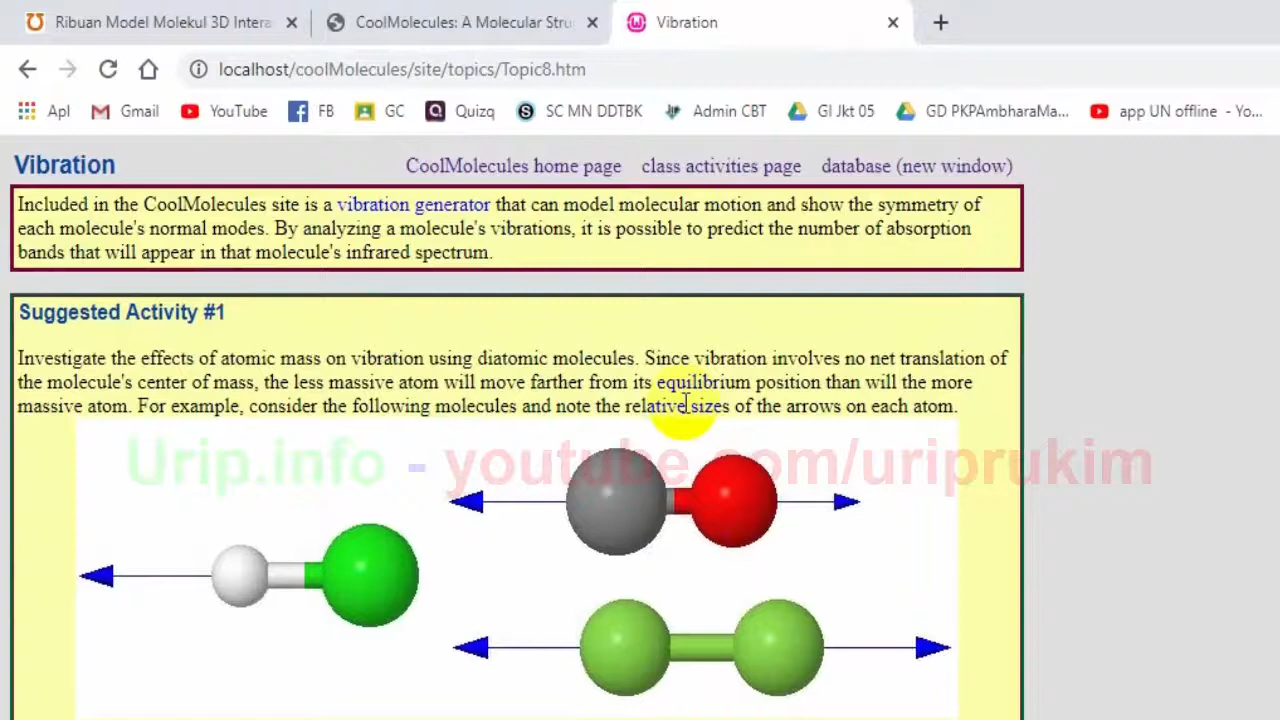 Ribuan Model Molekul 3D Intera
CoolMolecules: A Molecular Stru
Vibration
localhost/coolMolecules/site/topics/Topic8.htm
Apl
Gmail
YouTube
FB
GC
Quizq
SC MN DDTBK
Admin CBT
GI Jkt 05
GD PKPAmbharaMa...
app UN offline - Yo...
Vibration
CoolMolecules home page
class activities page
database (new window)
Included in the CoolMolecules site is a vibration generator that can model molecular motion and show the symmetry of
each molecule's normal modes. By analyzing a molecule's vibrations, it is possible to predict the number of absorption
bands that will appear in that molecule's infrared spectrum.
Suggested Activity #1
Investigate the effects of atomic mass on vibration using diatomic molecules. Since vibration involves no net translation of
the molecule's center of mass, the less massive atom will move farther from its equilibrium position than will the more
massive atom. For example, consider the following molecules and note the relative sizes of the arrows on each atom.
Urip.info - youtube.com/uriprukim